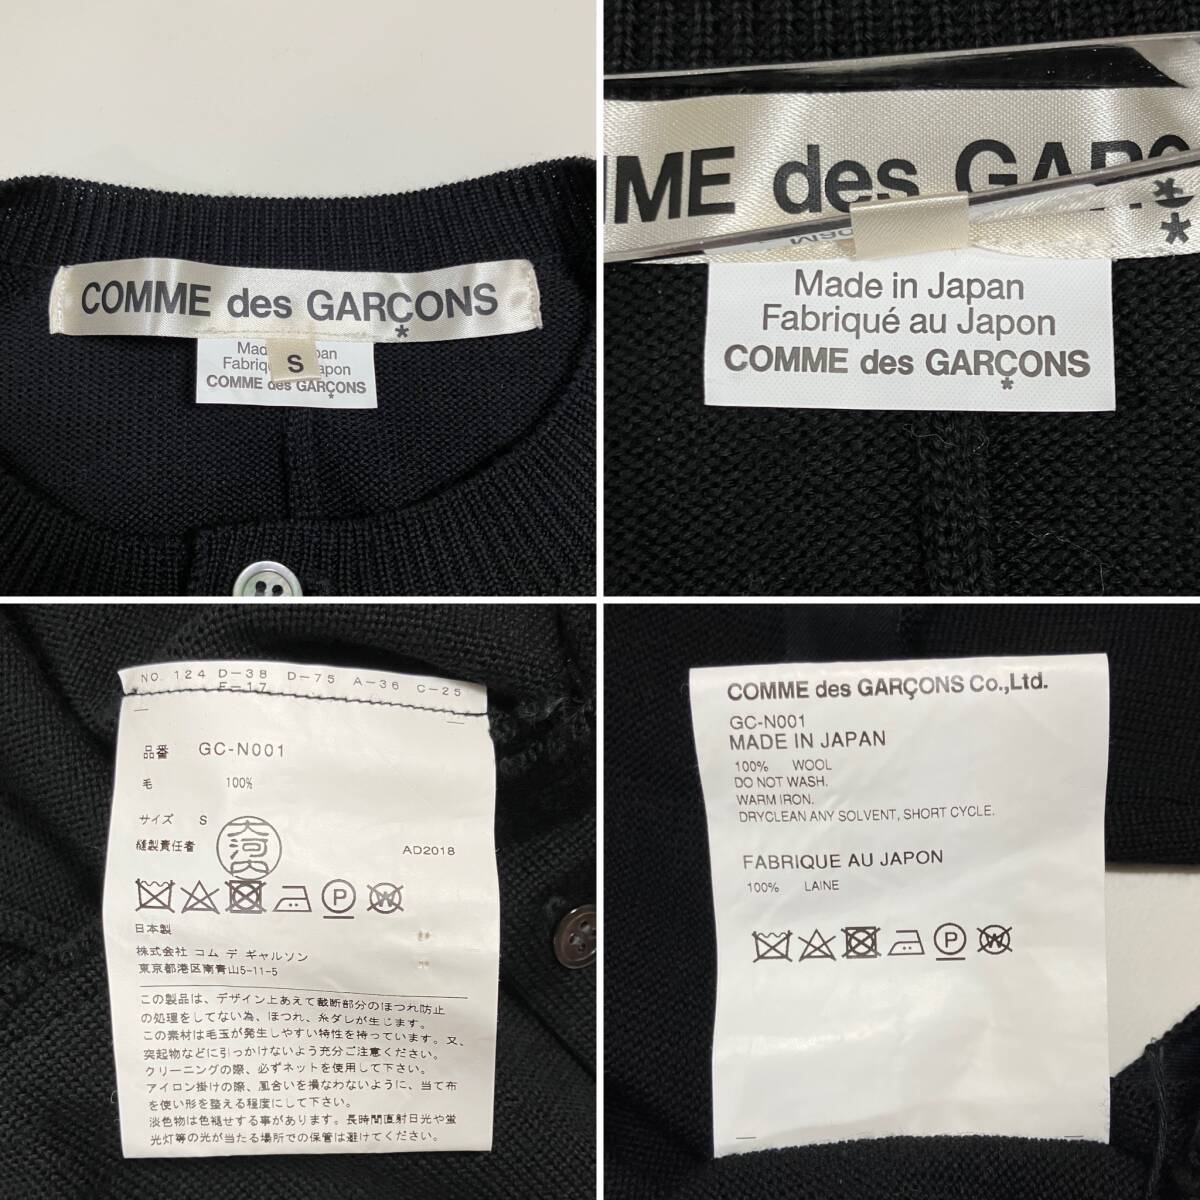 COMME des GARÇONS
*
S
Made in Japan
Fabriqué au Japon
COMME des GARÇONS
*
MME des GARÇ
*
Made in Japan
Fabriqué au Japon
COMME des GARÇONS
*
NO. 124 D-38 D-75 A-36 C-25
F-17
品番 GC-N001
毛 100%
サイズ S
縫製責任者 大河内
AD2018
P
W
日本製
株式会社 コム デ ギャルソン
東京都港区南青山5-11-5
この製品は、デザイン上あえて裁断部分のほつれ防止
の処理をしてない為、ほつれ、糸ダレが生じます。
この素材は毛玉が発生しやすい特性を持っています。又、
突起物などに引っかけないよう充分ご注意ください。
クリーニングの際、必ずネットを使用して下さい。
アイロン掛けの際、風合いを損なわないように、当て布
を使い形を整える程度にして下さい。
淡色物は色褪せする事があります。長時間直射日光や蛍
光灯等の光が当たる場所での保管は避けてください。
COMME des GARÇONS Co.,Ltd.
GC-N001
MADE IN JAPAN
100% WOOL
DO NOT WASH.
WARM IRON.
DRYCLEAN ANY SOLVENT, SHORT CYCLE.
FABRIQUE AU JAPON
100% LAINE
P
W